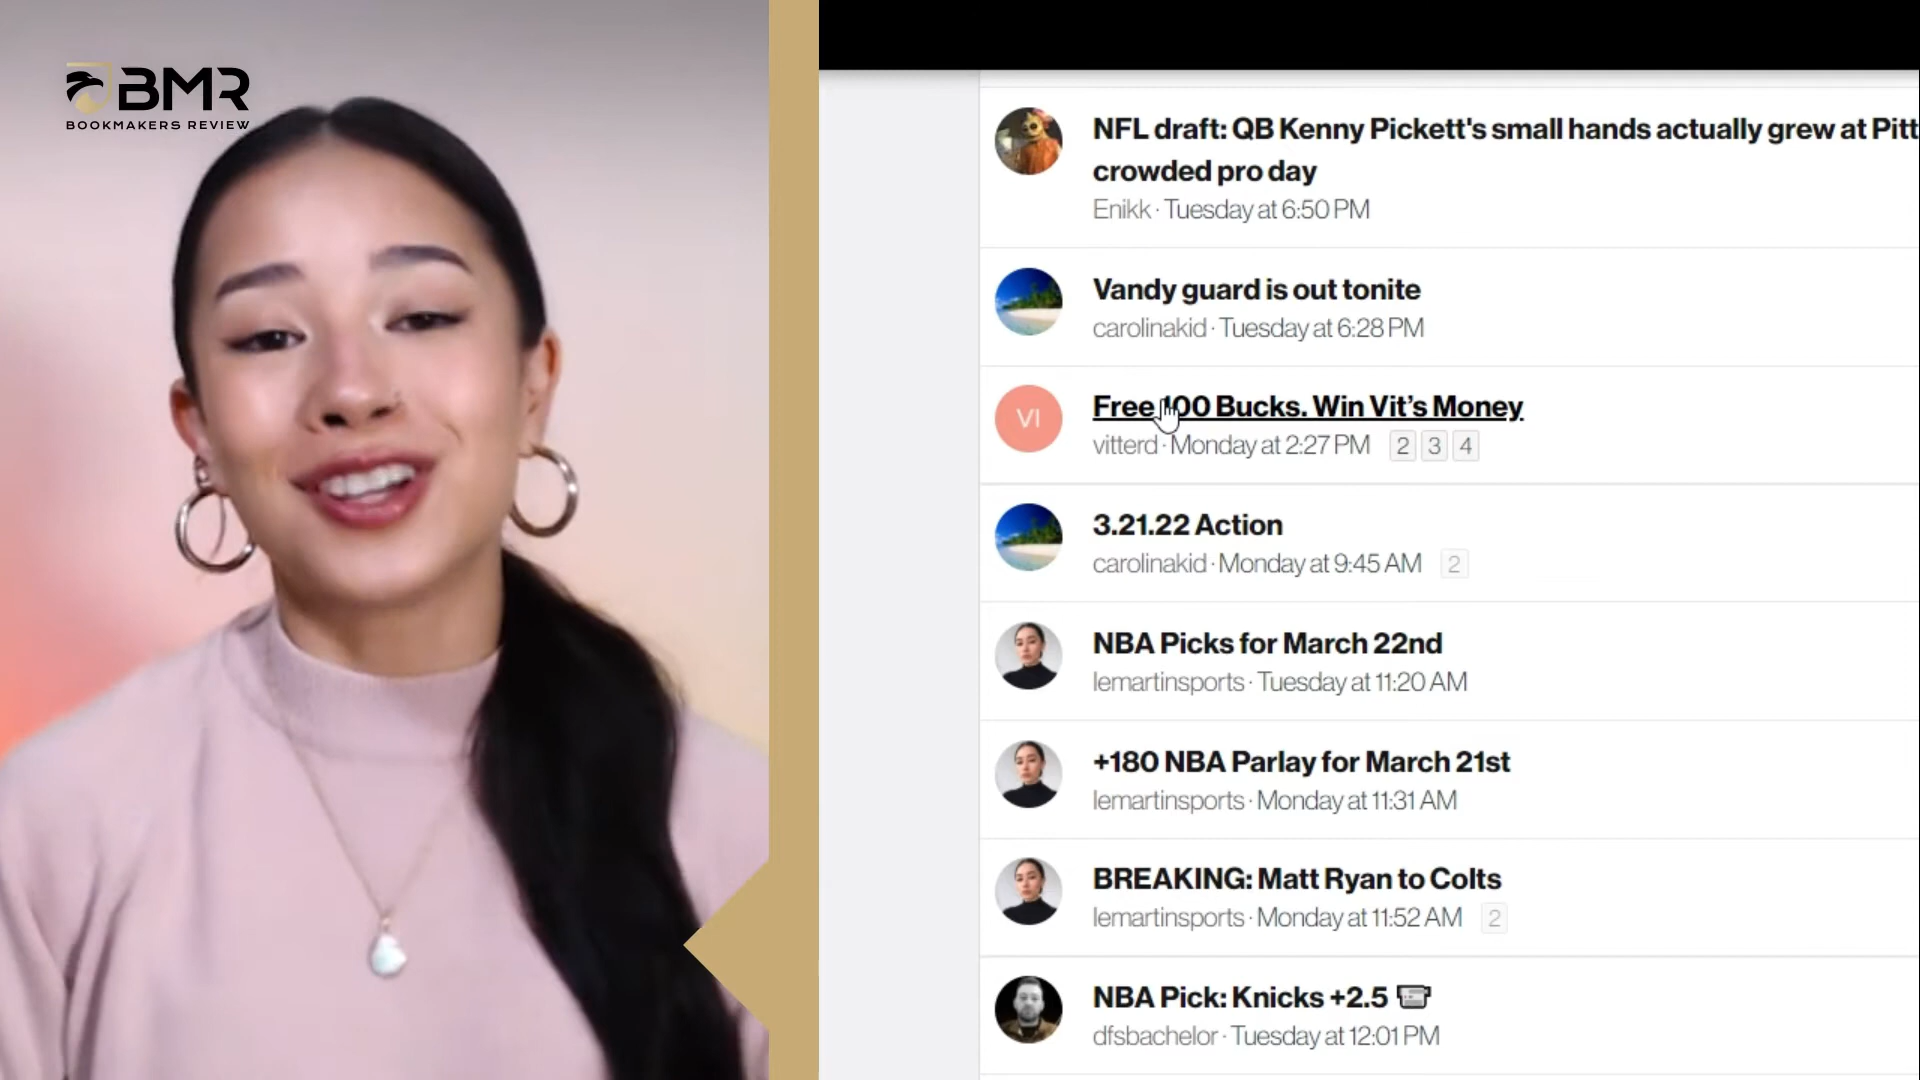 BMR
BOOKMAKERS REVIEW
NFL draft: QB Kenny Pickett's small hands actually grew at Pitt
crowded pro day
Enikk · Tuesday at 6:50 PM
Vandy guard is out tonite
carolinakid · Tuesday at 6:28 PM
VI
Free 100 Bucks. Win Vit’s Money
vitterd · Monday at 2:27 PM 2 3 4
3.21.22 Action
carolinakid · Monday at 9:45 AM 2
NBA Picks for March 22nd
lemartinsports · Tuesday at 11:20 AM
+180 NBA Parlay for March 21st
lemartinsports · Monday at 11:31 AM
BREAKING: Matt Ryan to Colts
lemartinsports · Monday at 11:52 AM 2
NBA Pick: Knicks +2.5
dfsbachelor · Tuesday at 12:01 PM